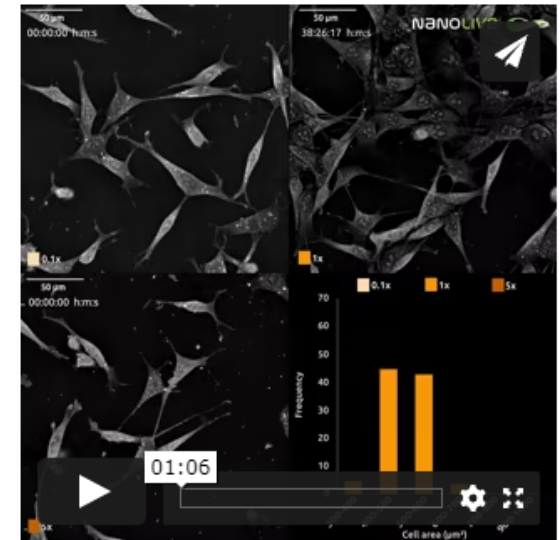 50 μm
00:00:00 h:m:s
0.1x
50 μm
38:26:17 h:m:s
NANOLIVE
1x
50 μm
00:00:00 h:m:s
5x
0.1x
1x
5x
70
60
50
40
30
20
10
Frequency
Cell area (μm²)
01:06